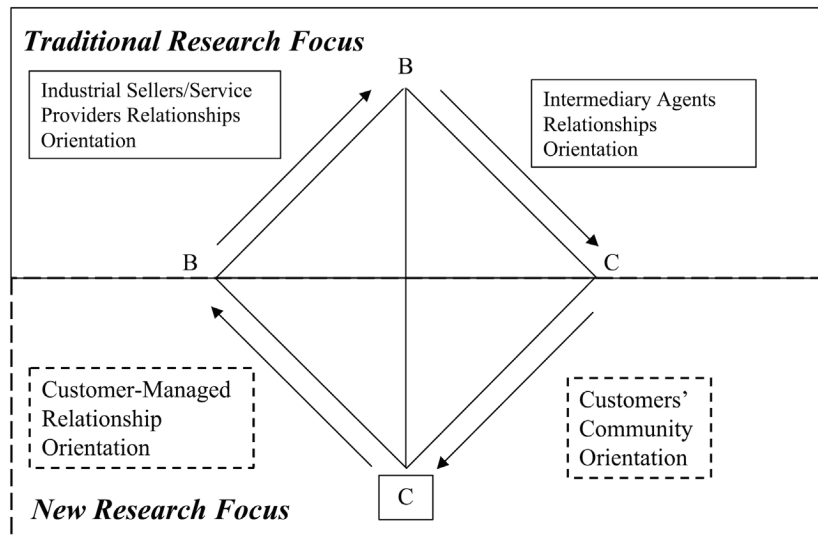 Traditional Research Focus
B
Industrial Sellers/Service
Providers Relationships
Orientation
Intermediary Agents
Relationships
Orientation
B
C
Customer-Managed
Relationship
Orientation
Customers’
Community
Orientation
C
New Research Focus